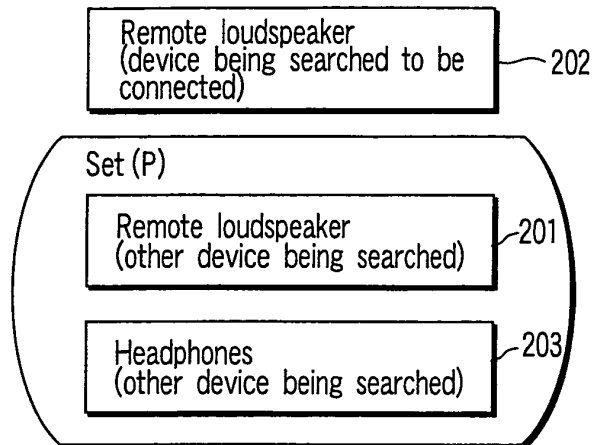 Remote loudspeaker
(device being searched to be
connected)
202
Set (P)
Remote loudspeaker
(other device being searched)
201
Headphones
(other device being searched)
203